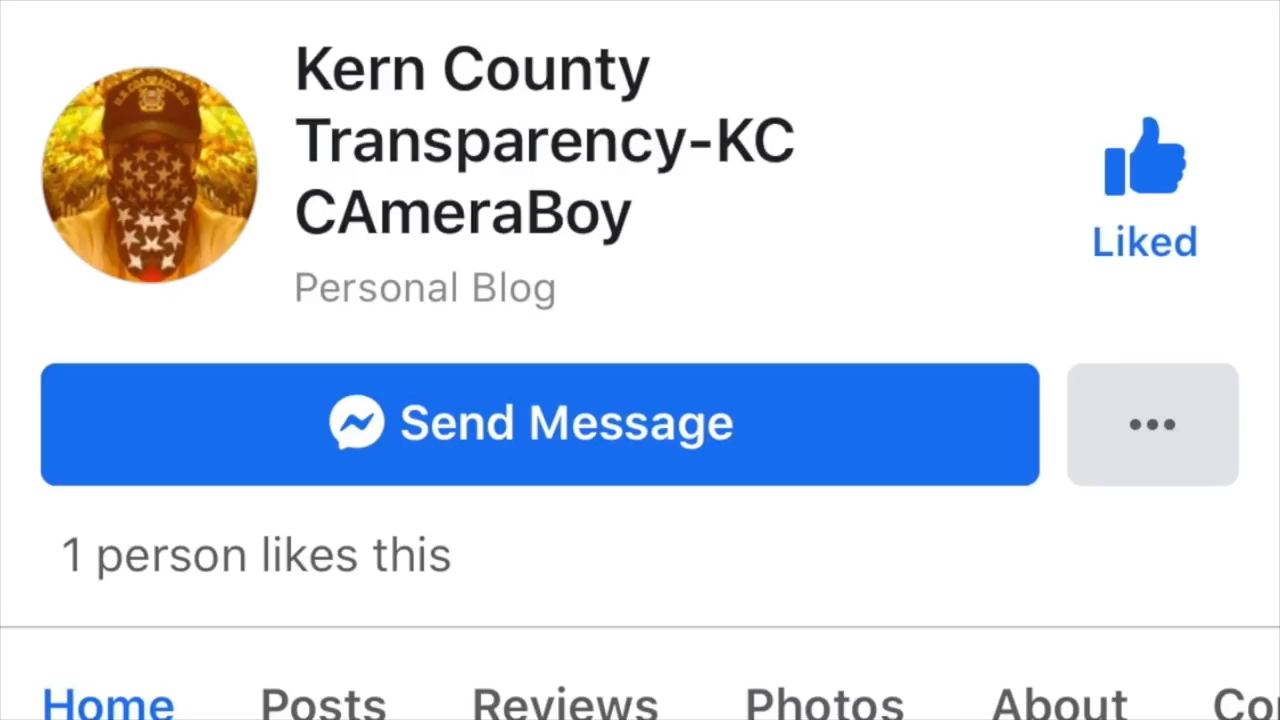 Kern County
Transparency-KC
CAmeraBoy
Personal Blog
Liked
Send Message
1 person likes this
Home Posts Reviews Photos About Co